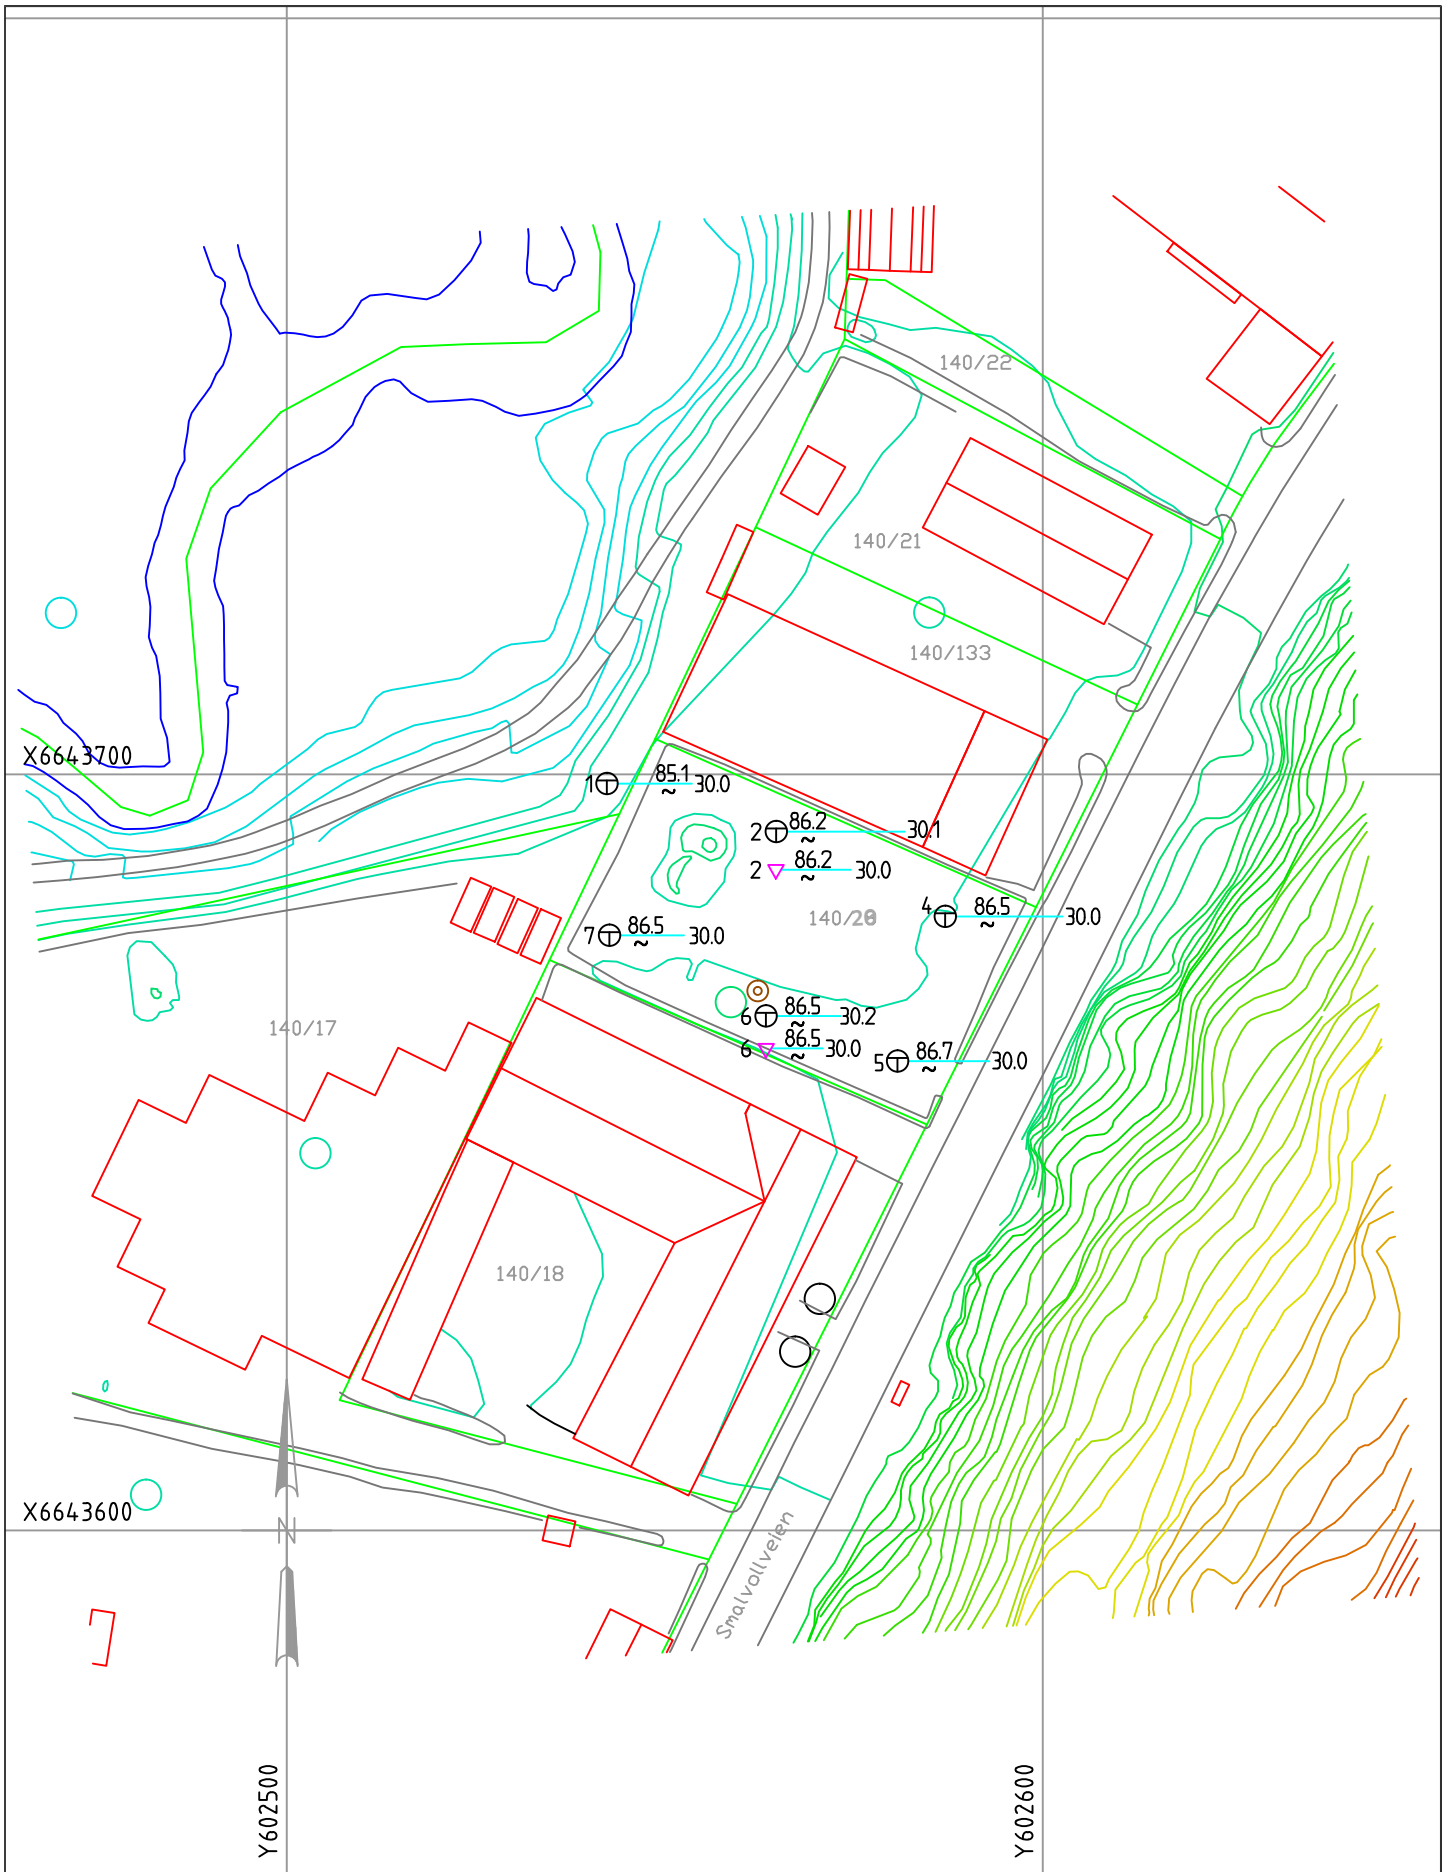 140/22
140/21
140/133
X6643700
1 85.1 ~ 30.0
2 86.2 ~ 30.1
2 86.2 ~ 30.0
4 86.5 ~ 30.0
7 86.5 ~ 30.0
6 86.5 ~ 30.2
6 86.5 ~ 30.0
5 86.7 ~ 30.0
140/17
140/18
X6643600
N
Smalvollveien
Y602500
Y602600